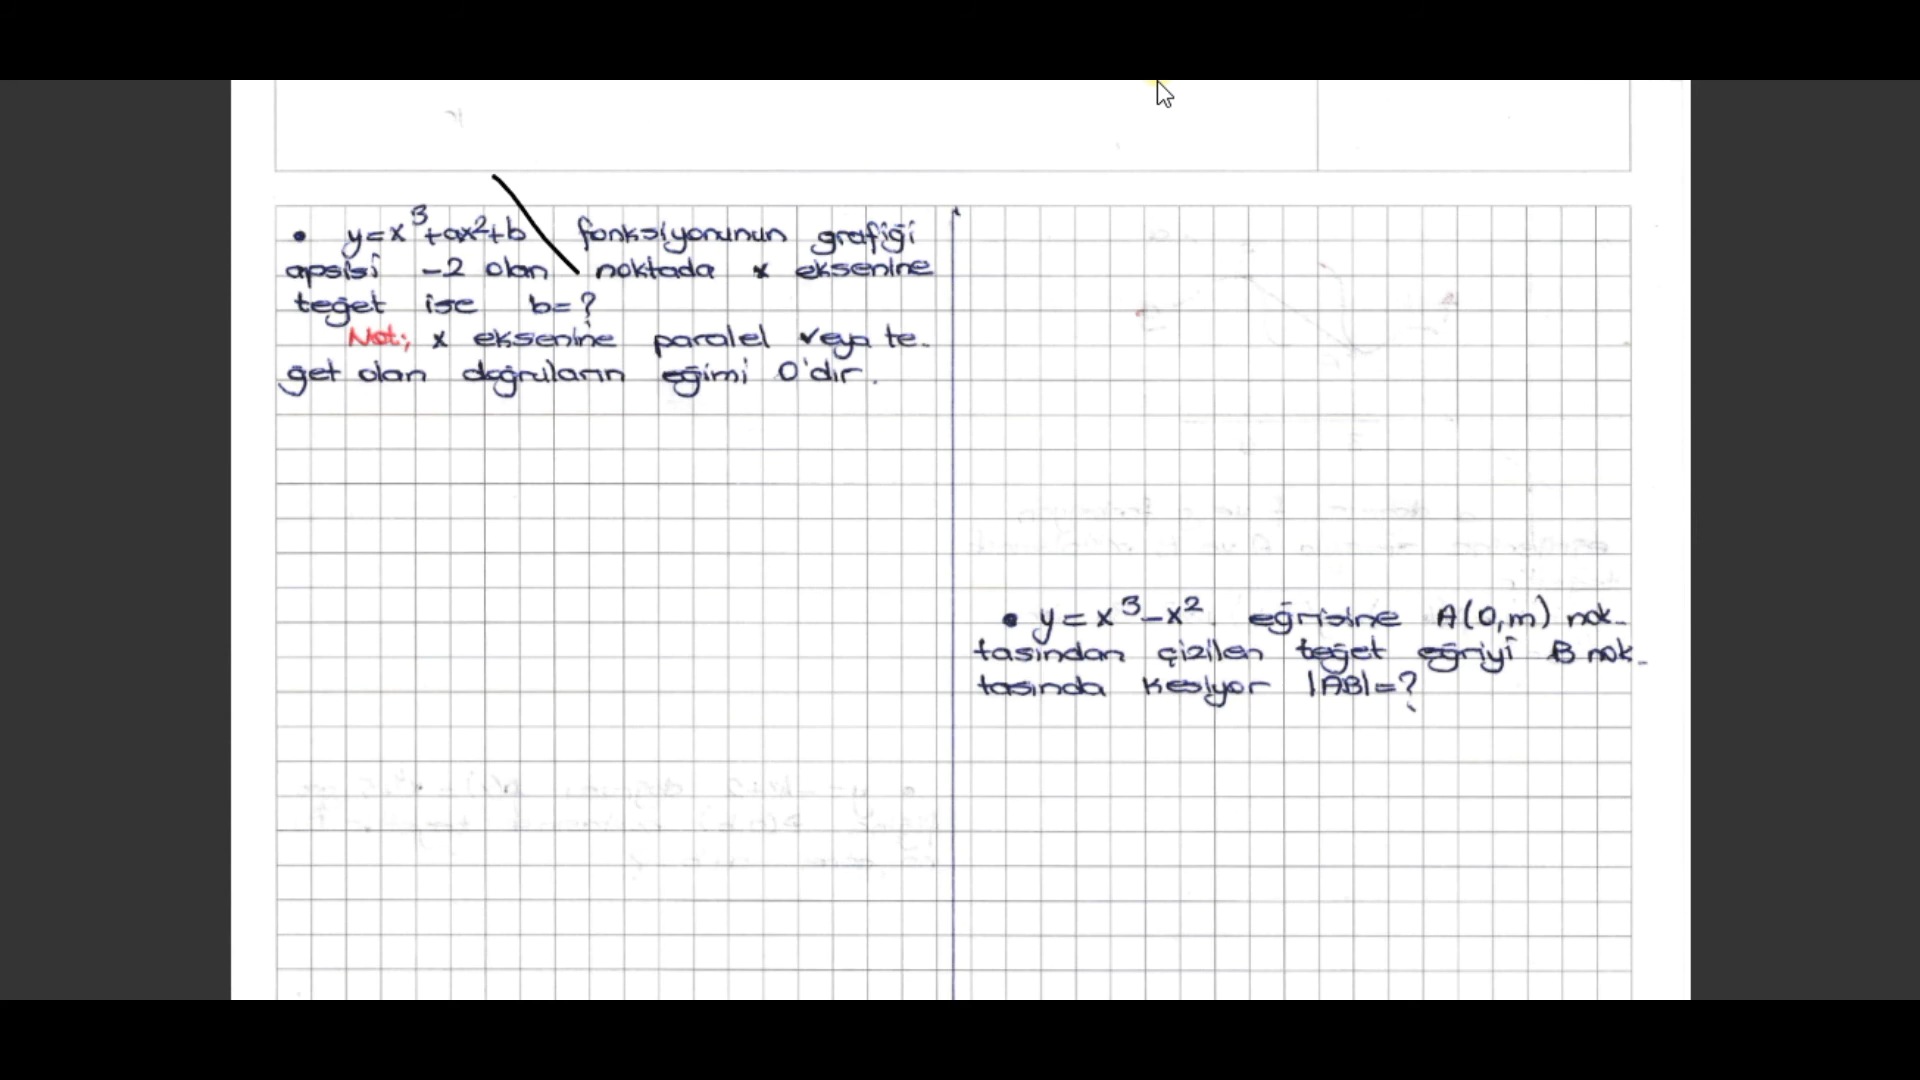 • y=x³+ax²+b fonksiyonunun grafiği
apsisi -2 olan noktada x eksenine
teğet ise b=?
Not; x eksenine paralel veya te-
ğet olan doğruların eğimi 0'dır.
• y=x³-x² eğrisine A(0,m) nok-
tasından çizilen teğet eğriyi B nok-
tasında kesiyor |AB|=?